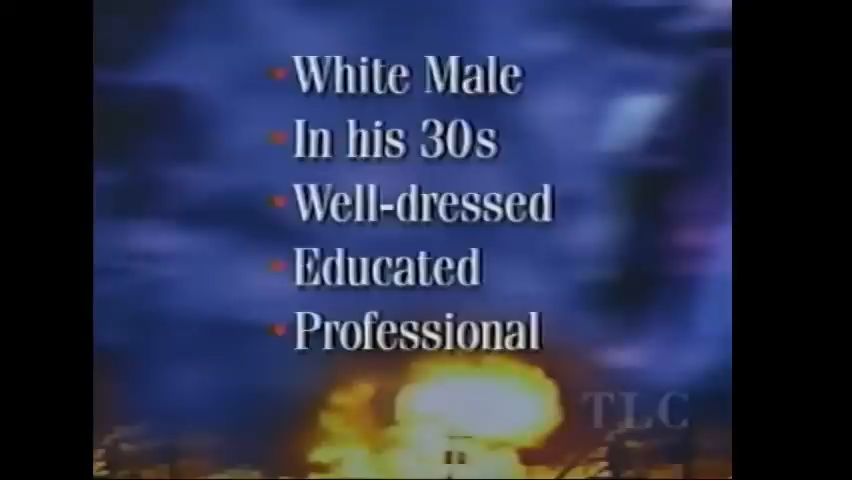 White Male
In his 30s
Well-dressed
Educated
Professional
TLC